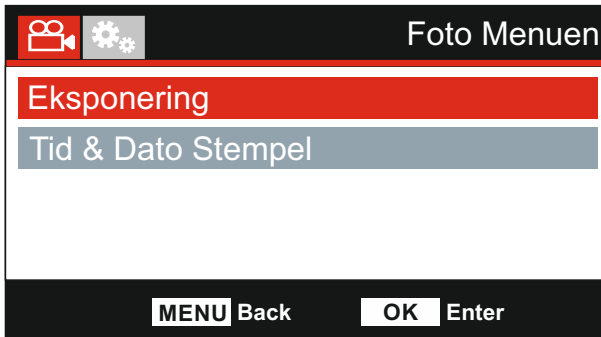 Foto Menuen
Eksponering
Tid & Dato Stempel
MENU Back OK Enter